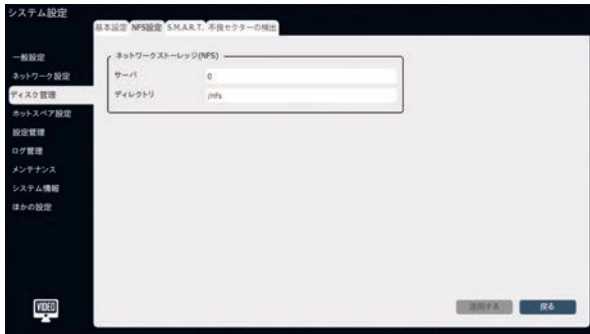 システム設定
基本設定 NFS設定 S.M.A.R.T. 不良セクターの検出
一般設定
ネットワーク設定
ディスク管理
ホットスペア設定
設定管理
ログ管理
メンテナンス
システム情報
ほかの設定
ネットワークストーレッジ(NFS)
サーバ 0
ディレクトリ /nfs
VIDEO
適用する 戻る